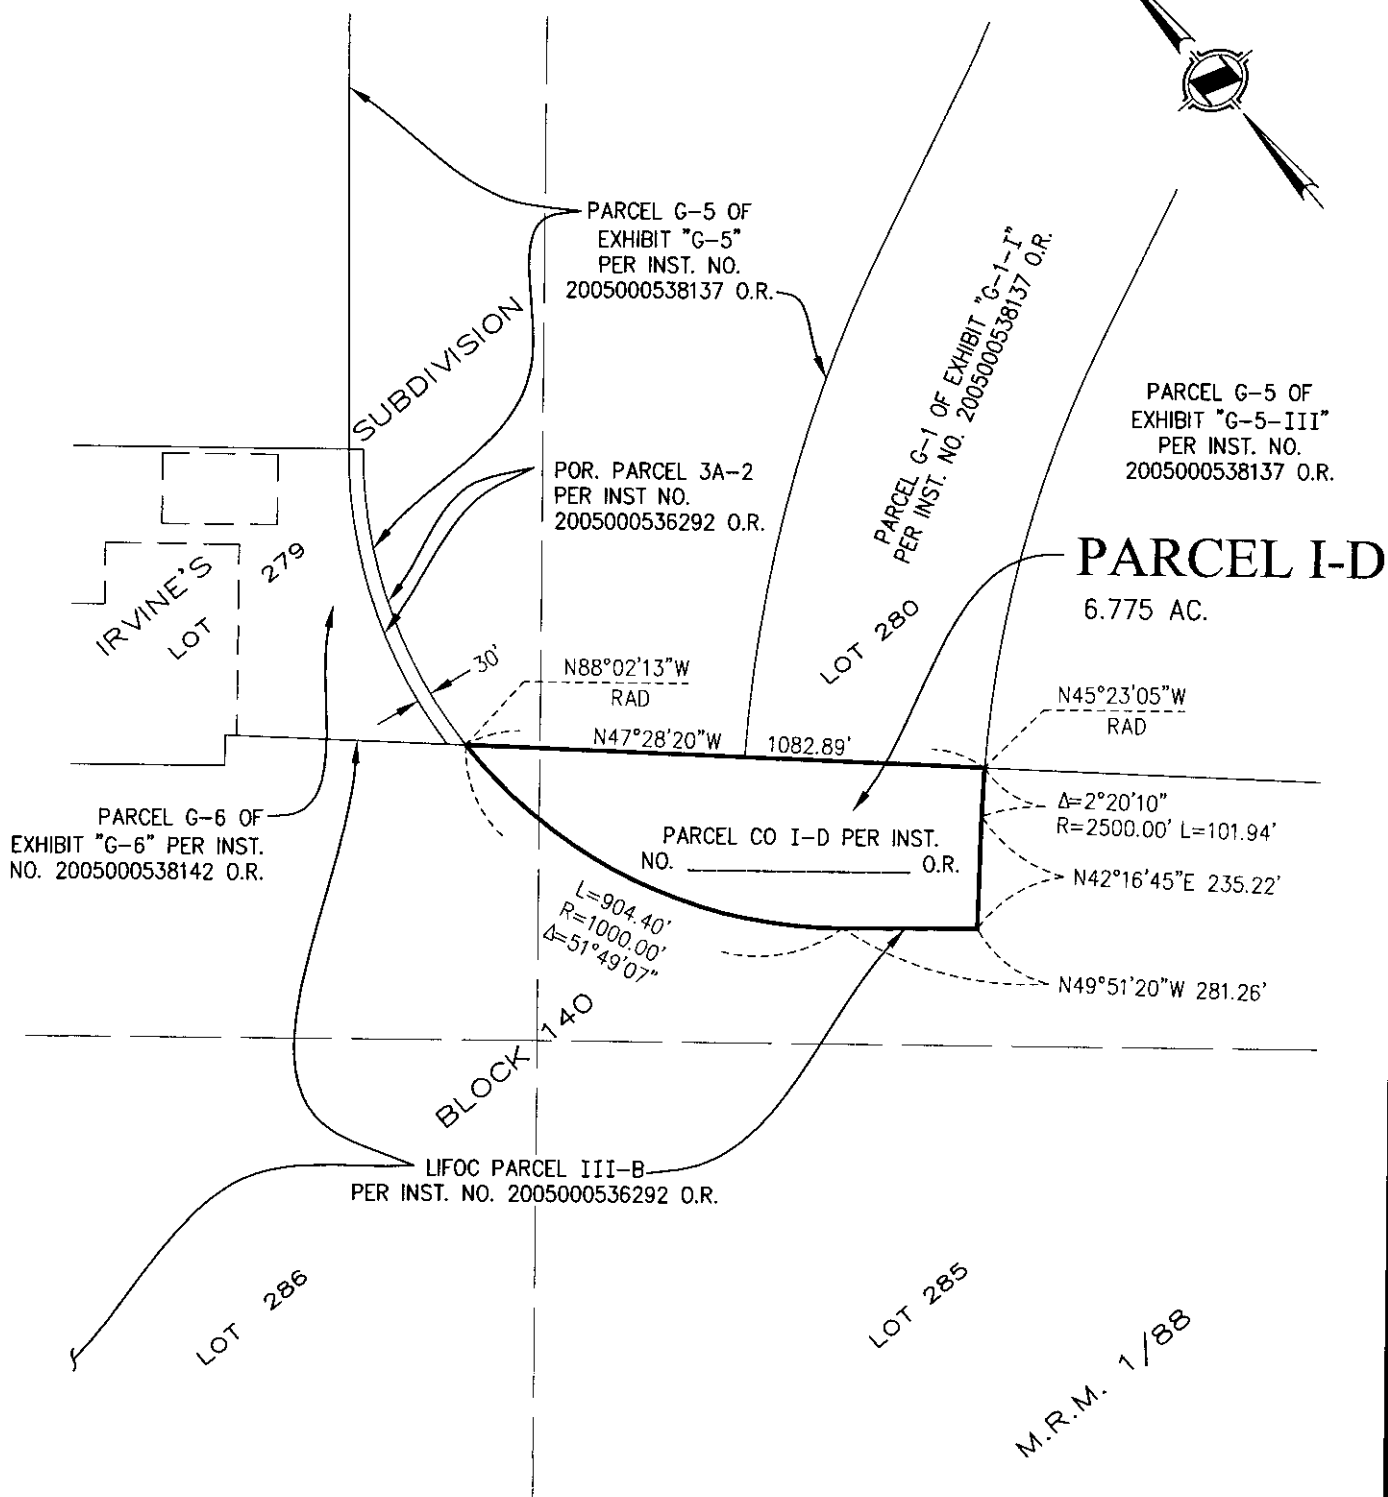 PARCEL G-5 OF
EXHIBIT "G-5"
PER INST. NO.
2005000538137 O.R.
SUBDIVISION
PARCEL G-1 OF EXHIBIT "G-1-I"
PER INST. NO. 2005000538137 O.R.
PARCEL G-5 OF
EXHIBIT "G-5-III"
PER INST. NO.
2005000538137 O.R.
POR. PARCEL 3A-2
PER INST NO.
2005000536292 O.R.
PARCEL I-D
6.775 AC.
IRVINE'S
LOT 279
LOT 280
30'
N88°02'13"W
RAD
N45°23'05"W
RAD
N47°28'20"W 1082.89'
Δ=2°20'10"
R=2500.00' L=101.94'
PARCEL G-6 OF
EXHIBIT "G-6" PER INST.
NO. 2005000538142 O.R.
PARCEL CO I-D PER INST.
NO. ____________ O.R.
N42°16'45"E 235.22'
L=904.40'
R=1000.00'
Δ=51°49'07"
N49°51'20"W 281.26'
BLOCK 140
LIFOC PARCEL III-B
PER INST. NO. 2005000536292 O.R.
LOT 286
LOT 285
M.R.M. 1/88